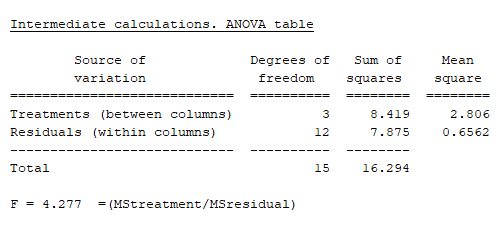 Intermediate calculations. ANOVA table
Source of Degrees of Sum of Mean
variation freedom squares square
============================ ========== ======== ========
Treatments (between columns) 3 8.419 2.806
Residuals (within columns) 12 7.875 0.6562
---------------------------- ---------- --------
Total 15 16.294
F = 4.277 =(MStreatment/MSresidual)